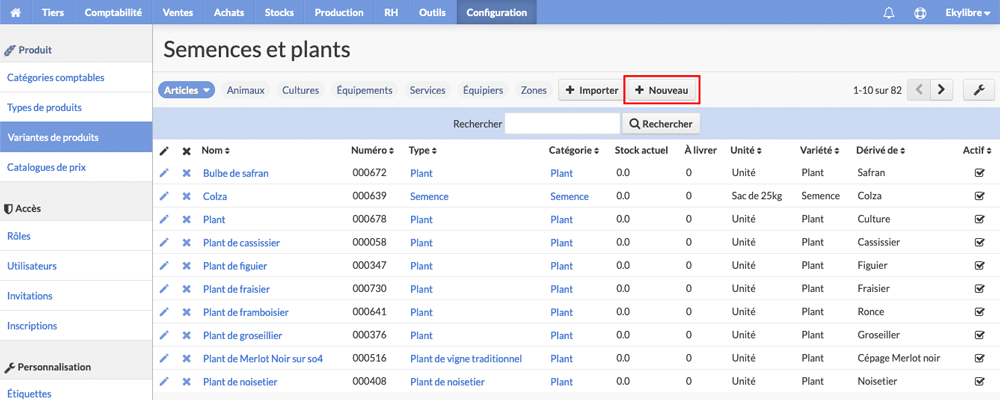 Tiers Comptabilité Ventes Achats Stocks Production RH Outils Configuration Ekylibre
Produit
Catégories comptables
Types de produits
Variantes de produits
Catalogues de prix
Accès
Rôles
Utilisateurs
Invitations
Inscriptions
Personnalisation
Étiquettes
Semences et plants
Articles Animaux Cultures Équipements Services Équipiers Zones Importer Nouveau 1-10 sur 82
Rechercher Rechercher
Nom Numéro Type Catégorie Stock actuel À livrer Unité Variété Dérivé de Actif
Bulbe de safran 000672 Plant Plant 0.0 0 Unité Plant Safran
Colza 000639 Semence Semence 0.0 0 Sac de 25kg Semence Colza
Plant 000678 Plant Plant 0.0 0 Unité Plant Culture
Plant de cassissier 000058 Plant Plant 0.0 0 Unité Plant Cassissier
Plant de figuier 000347 Plant Plant 0.0 0 Unité Plant Figuier
Plant de fraisier 000730 Plant Plant 0.0 0 Unité Plant Fraisier
Plant de framboisier 000641 Plant Plant 0.0 0 Unité Plant Ronce
Plant de groseillier 000376 Plant Plant 0.0 0 Unité Plant Groseiller
Plant de Merlot Noir sur so4 000516 Plant de vigne traditionnel Plant 0.0 0 Unité Plant Cépage Merlot noir
Plant de noisetier 000408 Plant de noisetier Plant 0.0 0 Unité Plant Noisetier